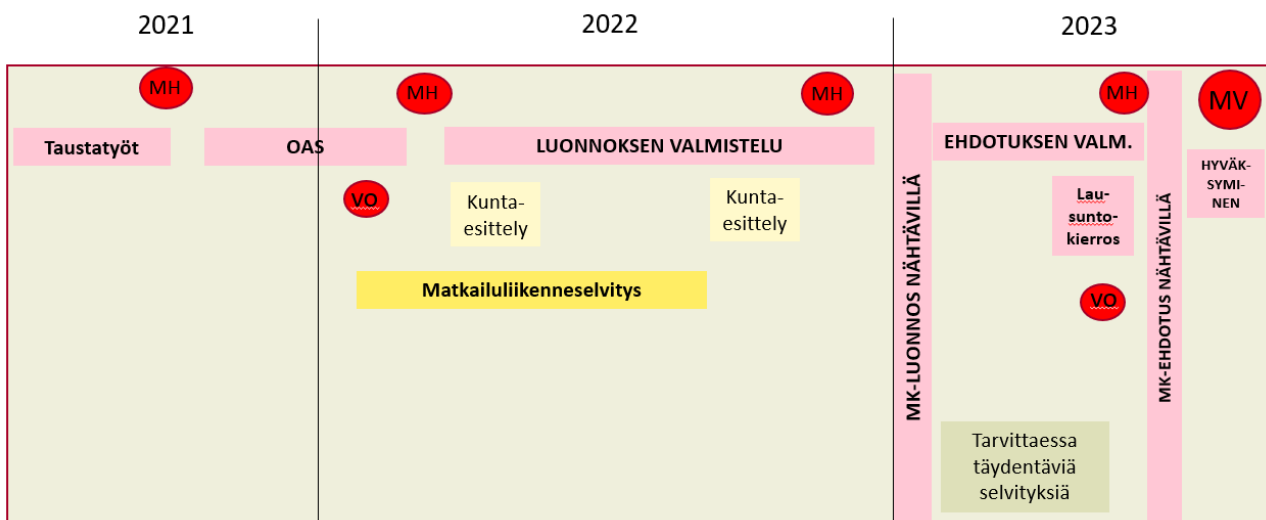 2021
2022
2023
MH
MH
MH
MH
MV
Taustatyöt
OAS
LUONNOKSEN VALMISTELU
EHDOTUKSEN VALM.
HYVÄK-
SYMI-
NEN
VO
Kunta-
esittely
Kunta-
esittely
Lau-
sunto-
kierros
Matkailuliikenneselvitys
VO
MK-LUONNOS NÄHTÄVILLÄ
MK-EHDOTUS NÄHTÄVILLÄ
Tarvittaessa
täydentäviä
selvityksiä